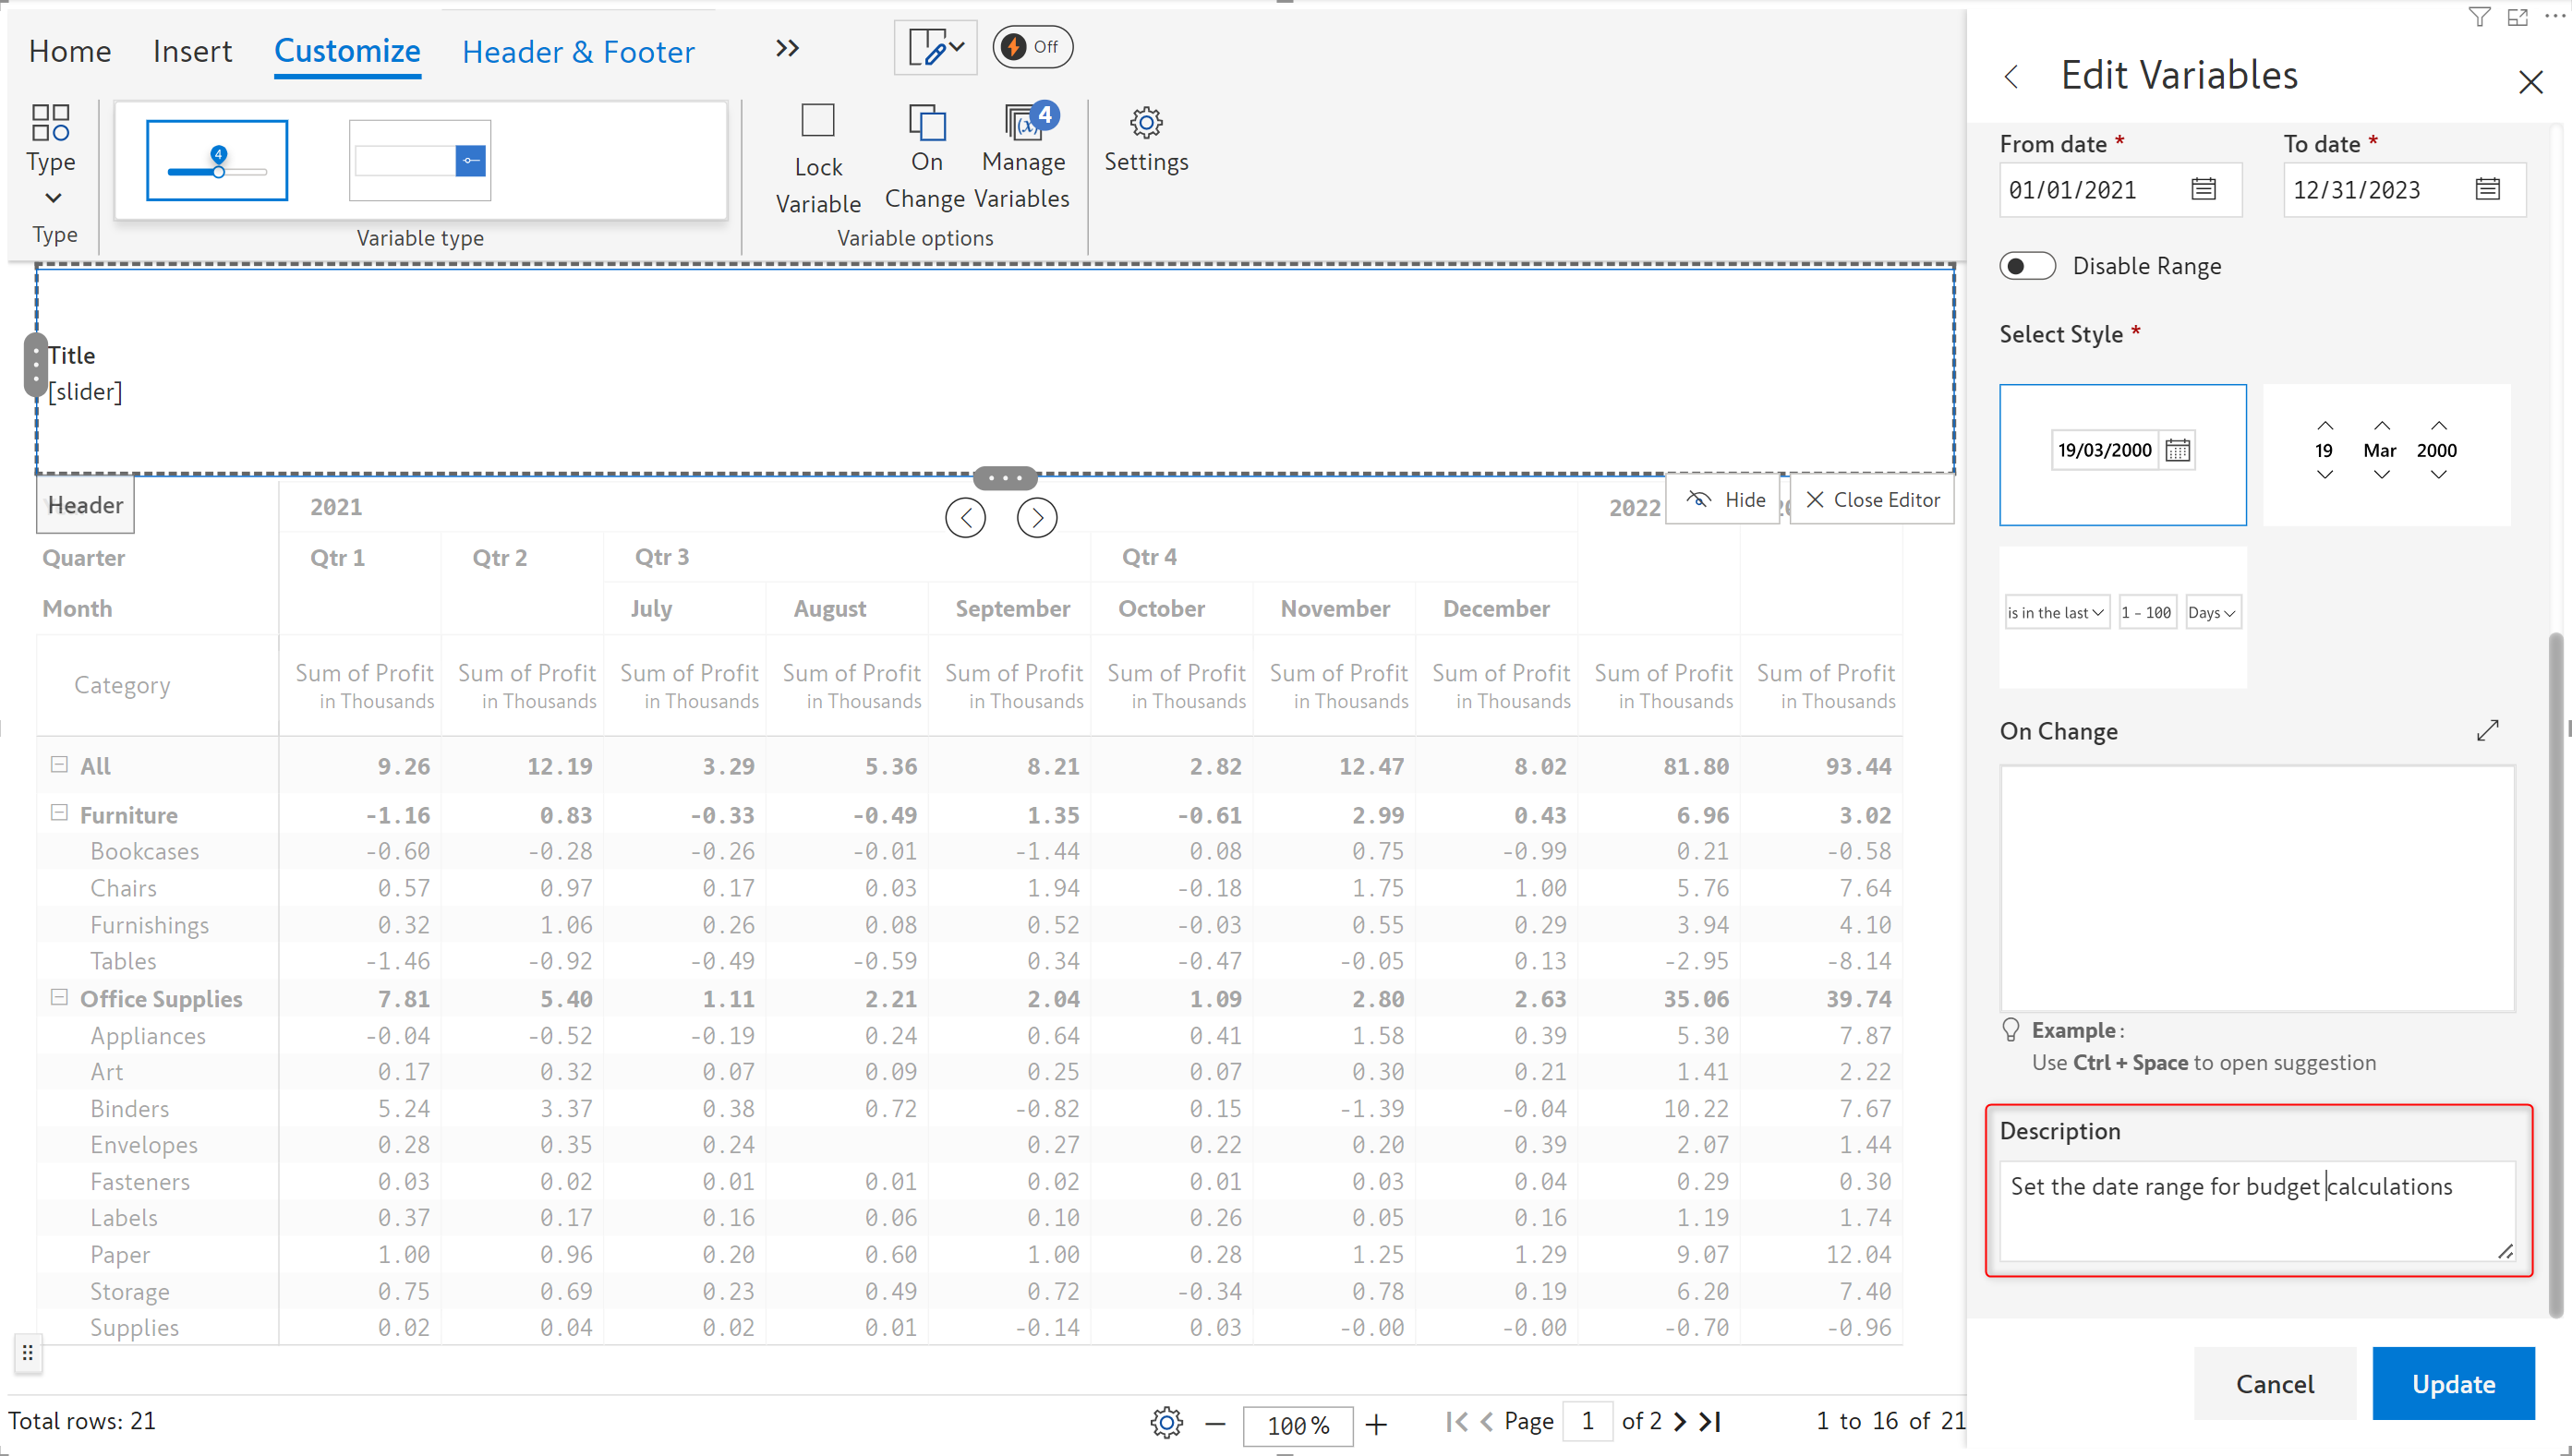 Home Insert Customize Header & Footer Off
4
Type
Type
4
Variable type
Lock Variable
On Change
4
(x)
Manage Variables
Variable options
Settings
Title
[slider]
Header
Hide
Close Editor
2021 2022
Quarter Qtr 1 Qtr 2 Qtr 3 Qtr 4
Month July August September October November December
Category Sum of Profit Sum of Profit Sum of Profit Sum of Profit Sum of Profit Sum of Profit Sum of Profit Sum of Profit Sum of Profit Sum of Profit
in Thousands in Thousands in Thousands in Thousands in Thousands in Thousands in Thousands in Thousands in Thousands in Thousands
All 9.26 12.19 3.29 5.36 8.21 2.82 12.47 8.02 81.80 93.44
Furniture -1.16 0.83 -0.33 -0.49 1.35 -0.61 2.99 0.43 6.96 3.02
Bookcases -0.60 -0.28 -0.26 -0.01 -1.44 0.08 0.75 -0.99 0.21 -0.58
Chairs 0.57 0.97 0.17 0.03 1.94 -0.18 1.75 1.00 5.76 7.64
Furnishings 0.32 1.06 0.26 0.08 0.52 -0.03 0.55 0.29 3.94 4.10
Tables -1.46 -0.92 -0.49 -0.59 0.34 -0.47 -0.05 0.13 -2.95 -8.14
Office Supplies 7.81 5.40 1.11 2.21 2.04 1.09 2.80 2.63 35.06 39.74
Appliances -0.04 -0.52 -0.19 0.24 0.64 0.41 1.58 0.39 5.30 7.87
Art 0.17 0.32 0.07 0.09 0.25 0.07 0.30 0.21 1.41 2.22
Binders 5.24 3.37 0.38 0.72 -0.82 0.15 -1.39 -0.04 10.22 7.67
Envelopes 0.28 0.35 0.24 0.27 0.22 0.20 0.39 2.07 1.44
Fasteners 0.03 0.02 0.01 0.01 0.02 0.01 0.03 0.04 0.29 0.30
Labels 0.37 0.17 0.16 0.06 0.10 0.26 0.05 0.16 1.19 1.74
Paper 1.00 0.96 0.20 0.60 1.00 0.28 1.25 1.29 9.07 12.04
Storage 0.75 0.69 0.23 0.49 0.72 -0.34 0.78 0.19 6.20 7.40
Supplies 0.02 0.04 0.02 0.01 -0.14 0.03 -0.00 -0.00 -0.70 -0.96
Total rows: 21 100% Page 1 of 2 1 to 16 of 21
Edit Variables
From date * To date *
01/01/2021 12/31/2023
Disable Range
Select Style *
19/03/2000 19 Mar 2000
is in the last 1 - 100 Days
On Change
Example:
Use Ctrl + Space to open suggestion
Description
Set the date range for budget calculations
Cancel Update